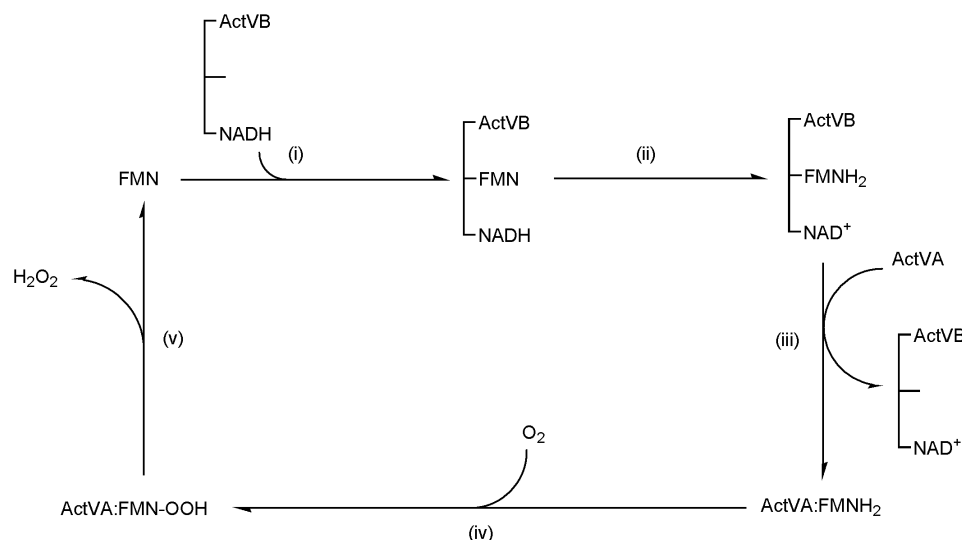 ActVB
NADH
(i)
FMN
ActVB
FMN
NADH
(ii)
ActVB
FMNH2
NAD+
ActVA
(iii)
ActVB
NAD+
H2O2
(v)
O2
ActVA:FMN-OOH
(iv)
ActVA:FMNH2